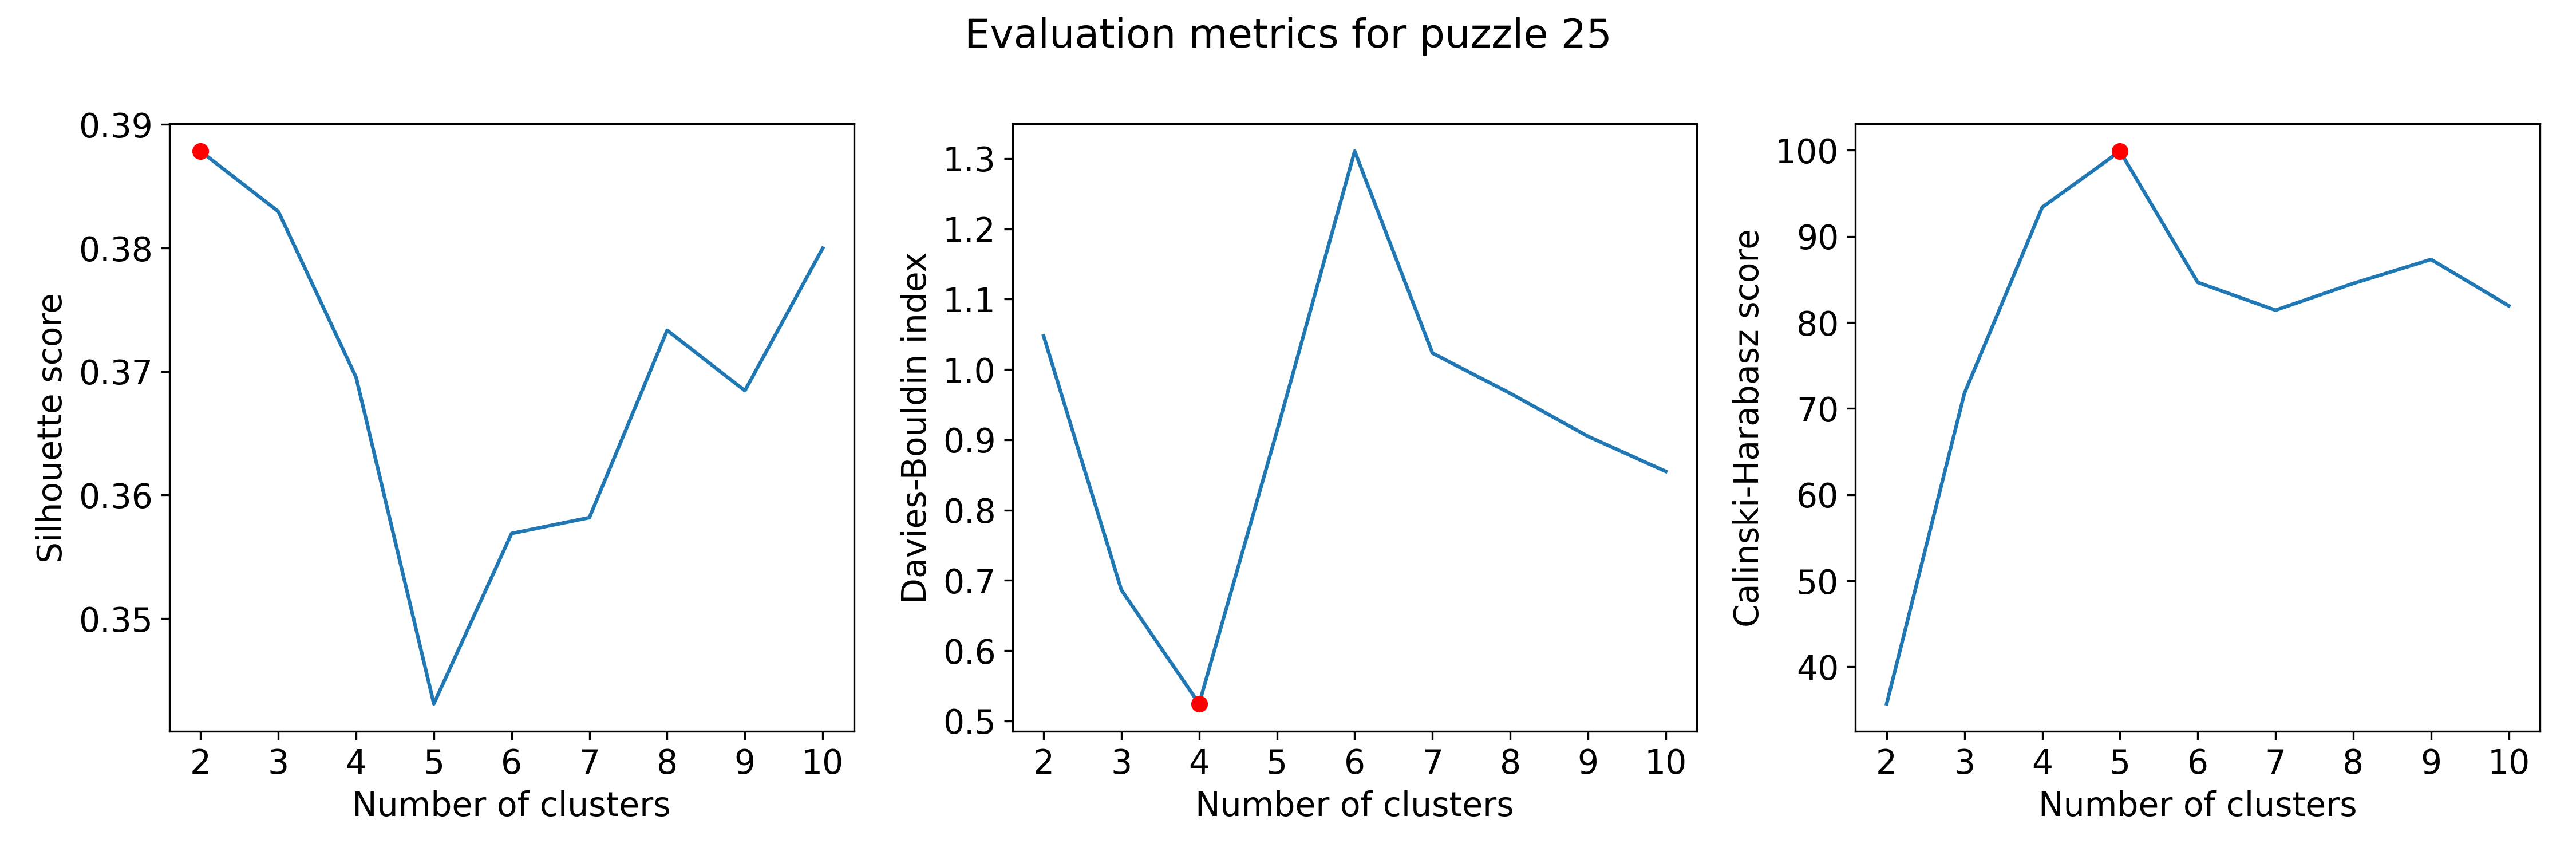 Evaluation metrics for puzzle 25
Silhouette score
0.39
0.38
0.37
0.36
0.35
2 3 4 5 6 7 8 9 10
Number of clusters
Davies-Bouldin index
1.3
1.2
1.1
1.0
0.9
0.8
0.7
0.6
0.5
2 3 4 5 6 7 8 9 10
Number of clusters
Calinski-Harabasz score
100
90
80
70
60
50
40
2 3 4 5 6 7 8 9 10
Number of clusters